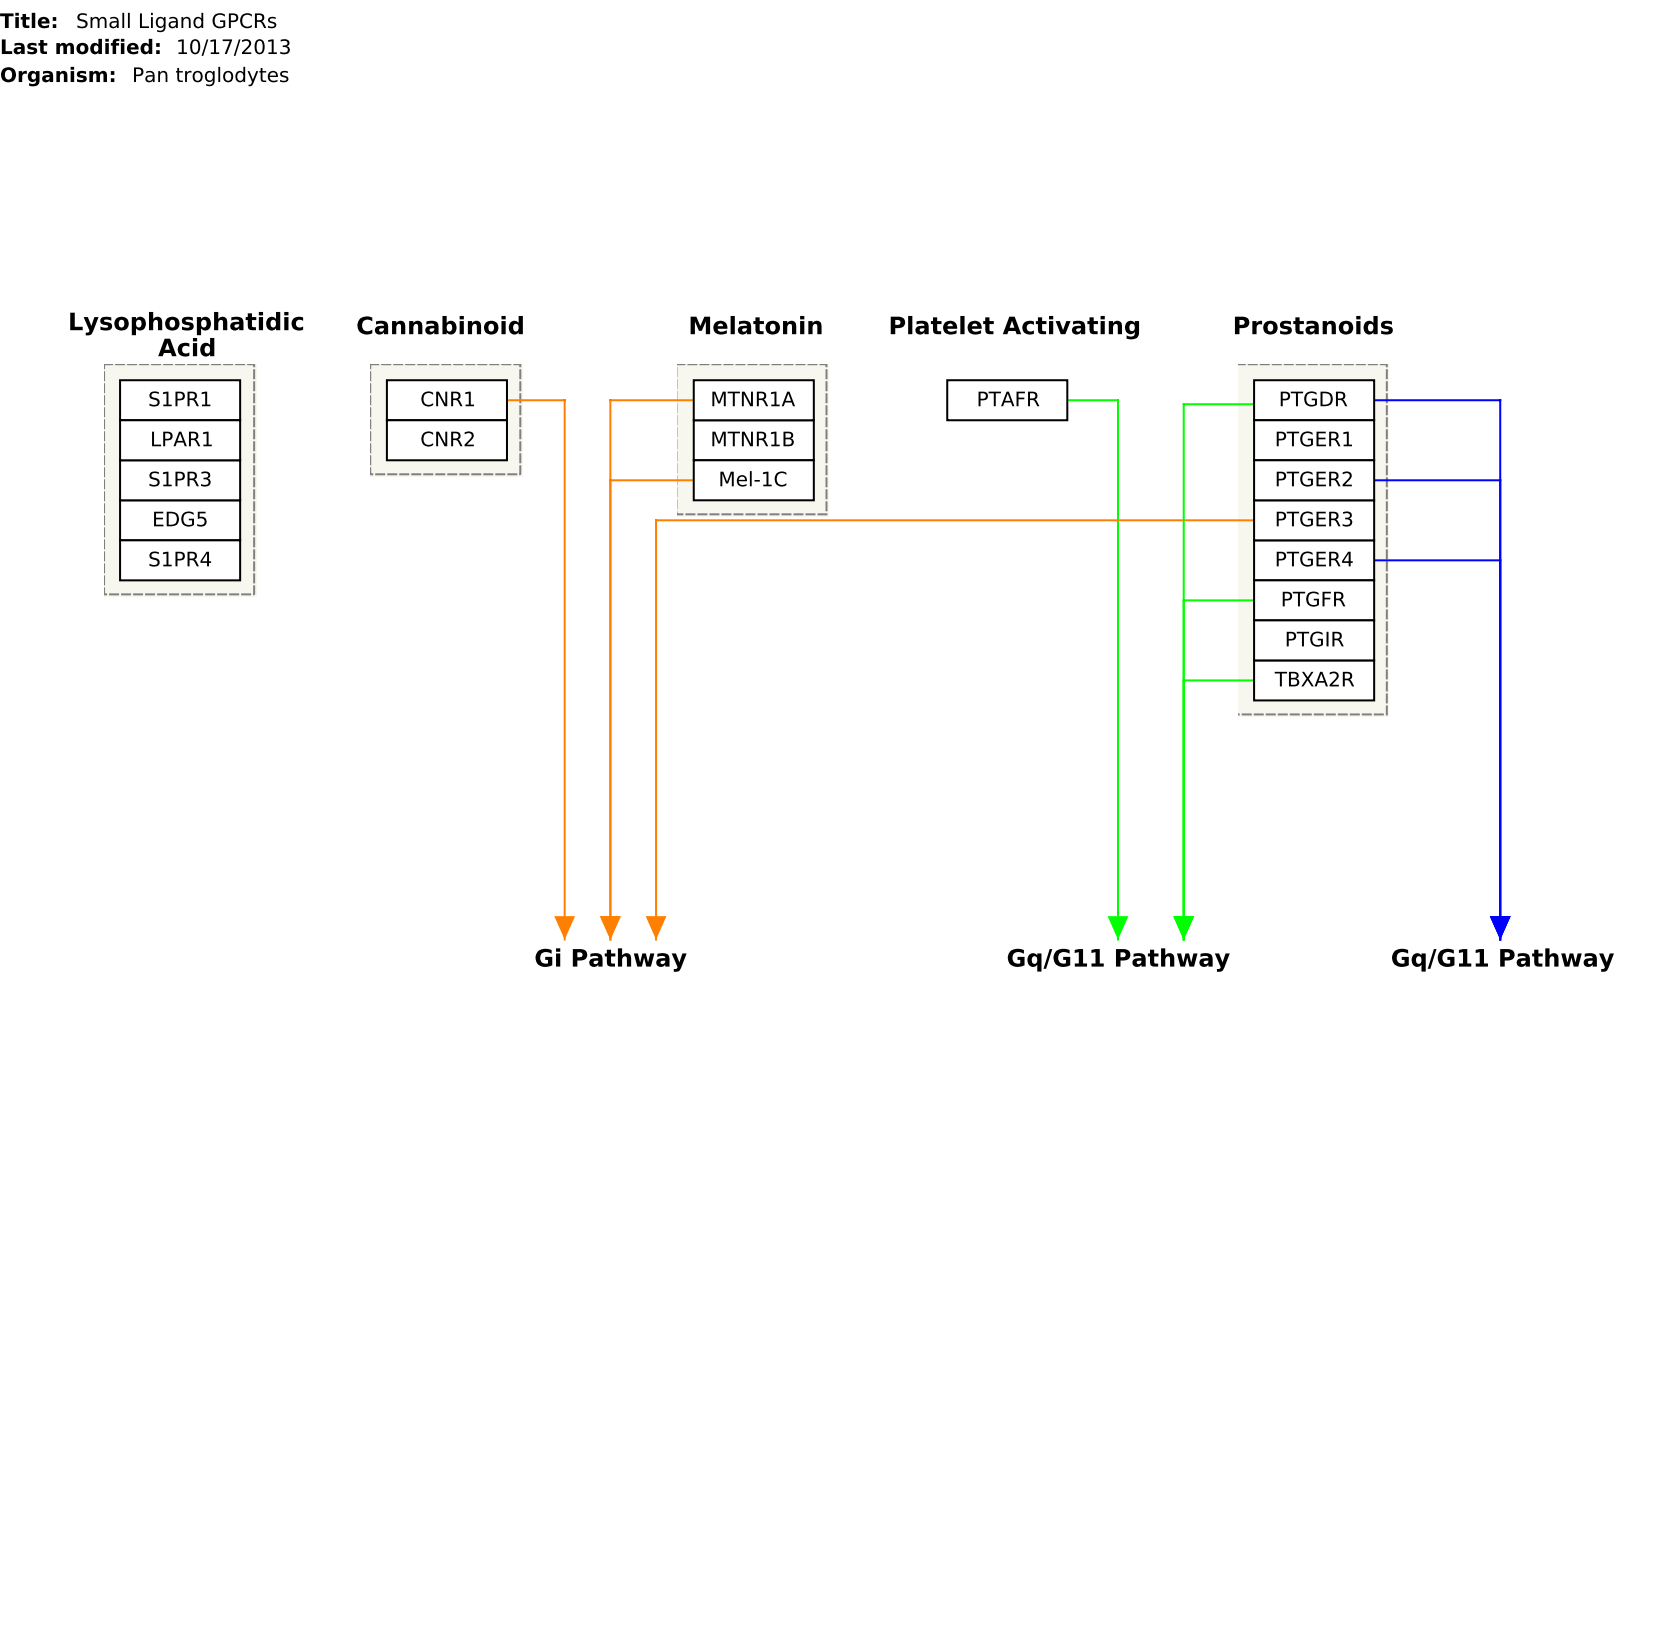 Title: Small Ligand GPCRs
Last modified: 10/17/2013
Organism: Pan troglodytes
Lysophosphatidic
Acid
S1PR1
LPAR1
S1PR3
EDG5
S1PR4
Cannabinoid
CNR1
CNR2
Melatonin
MTNR1A
MTNR1B
Mel-1C
Platelet Activating
PTAFR
Prostanoids
PTGDR
PTGER1
PTGER2
PTGER3
PTGER4
PTGFR
PTGIR
TBXA2R
Gi Pathway
Gq/G11 Pathway
Gq/G11 Pathway